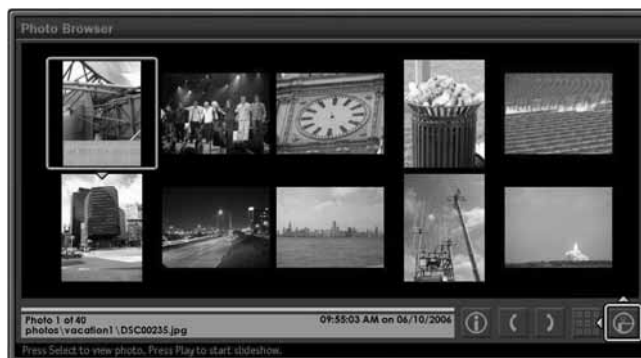 Photo Browser
Photo 1 of 40 09:55:03 AM on 06/10/2006
photos\vacation1\DSC00235.jpg
Press Select to view photo. Press Play to start slideshow.